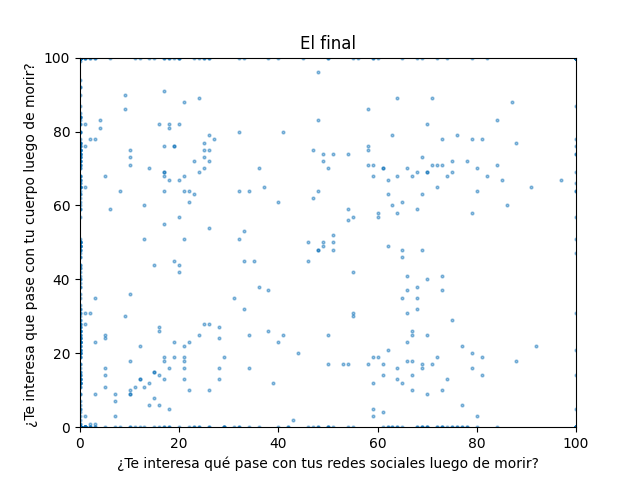 El final
¿Te interesa que pase con tu cuerpo luego de morir?
100
80
60
40
20
0
0 20 40 60 80 100
¿Te interesa qué pase con tus redes sociales luego de morir?